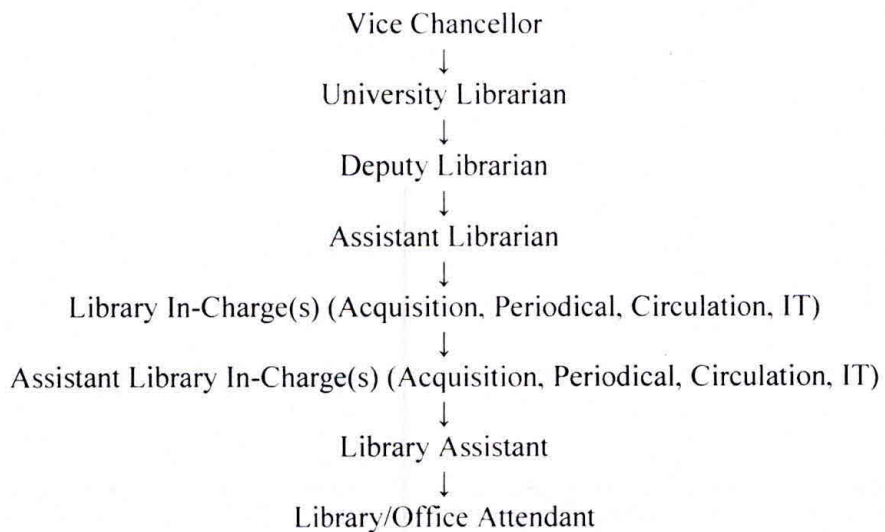 Vice Chancellor
↓
University Librarian
↓
Deputy Librarian
↓
Assistant Librarian
↓
Library In-Charge(s) (Acquisition, Periodical, Circulation, IT)
↓
Assistant Library In-Charge(s) (Acquisition, Periodical, Circulation, IT)
↓
Library Assistant
↓
Library/Office Attendant